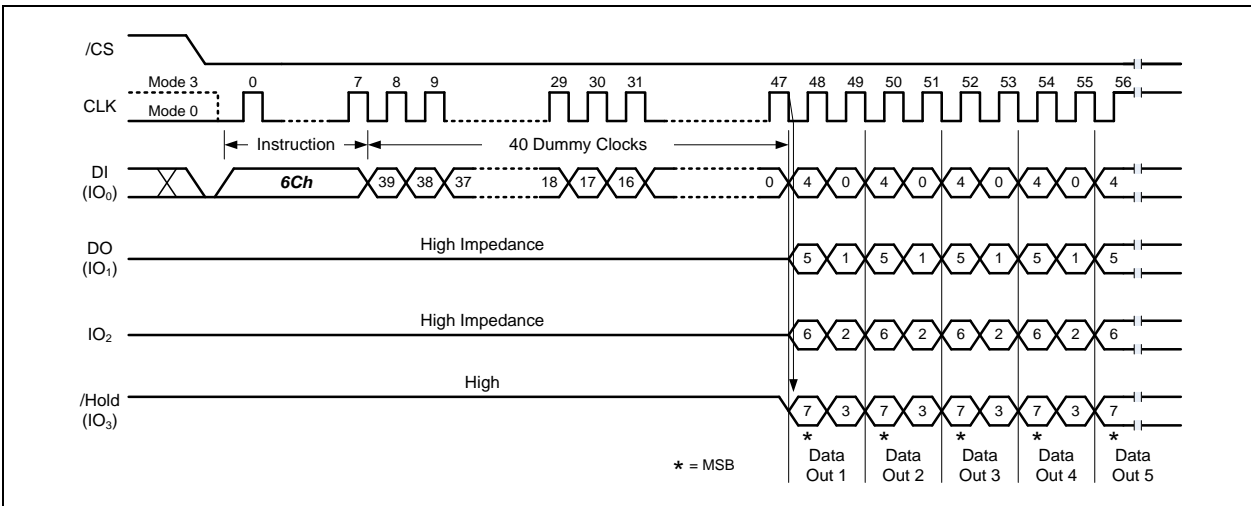 /CS
Mode 3 0 7 8 9 29 30 31 47 48 49 50 51 52 53 54 55 56
CLK
Mode 0
Instruction 40 Dummy Clocks
DI
(IO₀)
6Ch 39 38 37 18 17 16 0 4 0 4 0 4 0 4 0 4
High Impedance
DO
(IO₁)
5 1 5 1 5 1 5 1 5
High Impedance
IO₂ 6 2 6 2 6 2 6 2 6
High
/Hold
(IO₃)
7 3 7 3 7 3 7 3 7
* * * * *
* = MSB
Data Data Data Data Data
Out 1 Out 2 Out 3 Out 4 Out 5